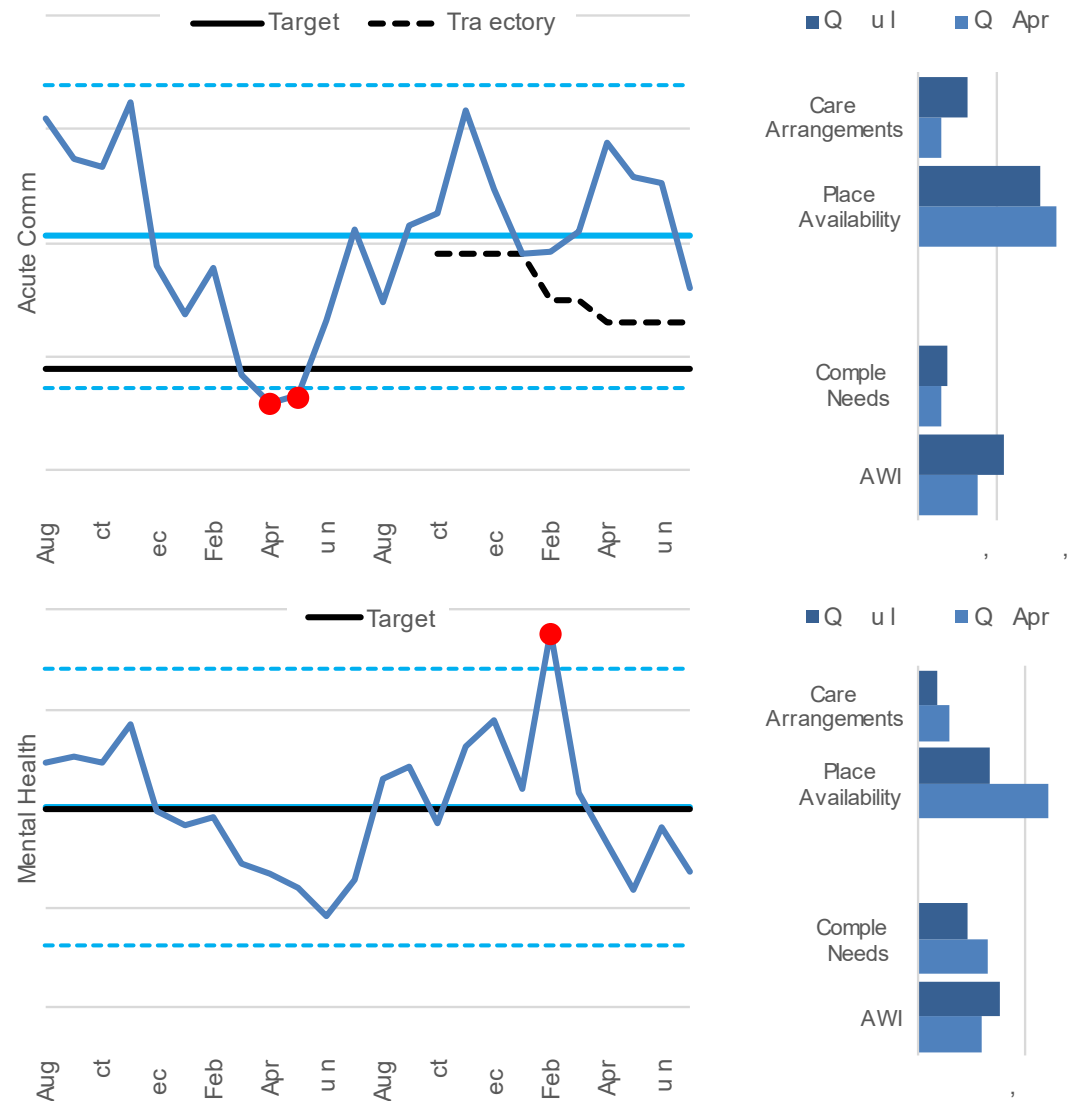 Target
Tra ectory
Acute Comm
Aug
ct
ec
Feb
Apr
u n
Aug
ct
ec
Feb
Apr
u n
Q u l
Q Apr
Care
Arrangements
Place
Availability
Comple
Needs
AWI
, ,
Target
Mental Health
Aug
ct
ec
Feb
Apr
u n
Aug
ct
ec
Feb
Apr
u n
Q u l
Q Apr
Care
Arrangements
Place
Availability
Comple
Needs
AWI
,